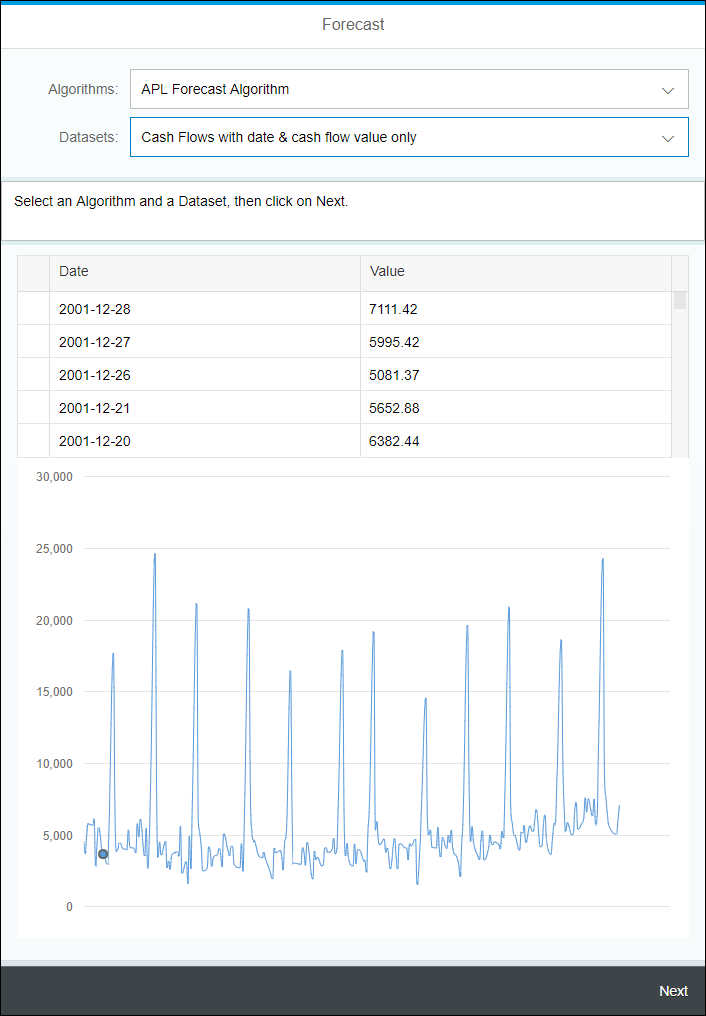 Forecast
Algorithms: APL Forecast Algorithm
Datasets: Cash Flows with date & cash flow value only
Select an Algorithm and a Dataset, then click on Next.
Date Value
2001-12-28 7111.42
2001-12-27 5995.42
2001-12-26 5081.37
2001-12-21 5652.88
2001-12-20 6382.44
30,000
25,000
20,000
15,000
10,000
5,000
0
Next